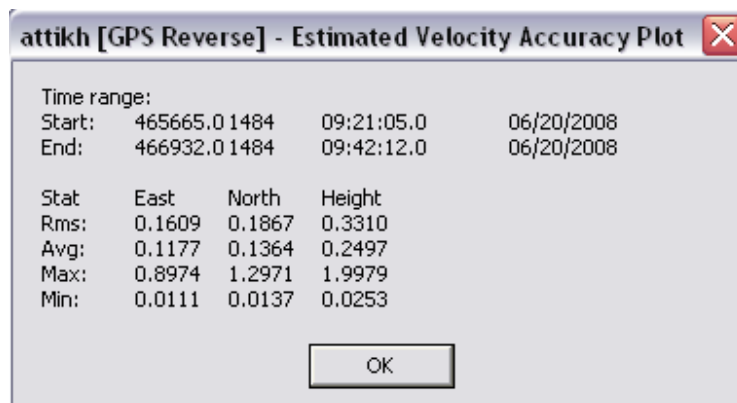 attikh [GPS Reverse] - Estimated Velocity Accuracy Plot
Time range:
Start: 465665.0 1484 09:21:05.0 06/20/2008
End: 466932.0 1484 09:42:12.0 06/20/2008
Stat East North Height
Rms: 0.1609 0.1867 0.3310
Avg: 0.1177 0.1364 0.2497
Max: 0.8974 1.2971 1.9979
Min: 0.0111 0.0137 0.0253
OK